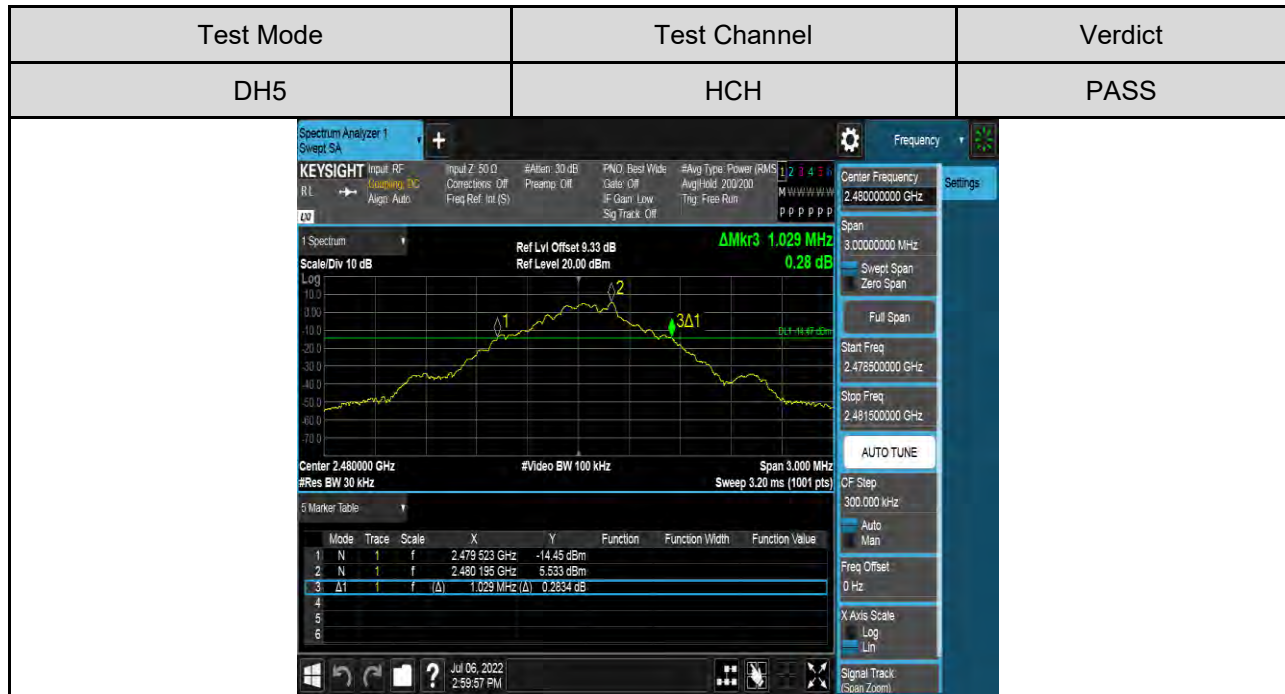 Test Mode Test Channel Verdict
DH5 HCH PASS
Spectrum Analyzer 1
Swept SA
+
Frequency
KEYSIGHT Input: RF Input Z: 50 Ω #Atten: 30 dB PNO: Best Wide #Avg Type: Power (RMS 1 2 3 4 5 6
RL Coupling: DC Corrections: Off Preamp: Off Gate: Off Avg|Hold: 200/200 M W W W W W
Align: Auto Freq Ref: Int (S) IF Gain: Low Trig: Free Run
Sig Track: Off P P P P P P
Center Frequency
2.480000000 GHz
Settings
Span
3.00000000 MHz
Swept Span
Zero Span
Full Span
Start Freq
2.478500000 GHz
Stop Freq
2.481500000 GHz
AUTO TUNE
CF Step
300.000 kHz
Auto
Man
Freq Offset
0 Hz
X Axis Scale
Log
Lin
Signal Track
(Span Zoom)
1 Spectrum
Ref Lvl Offset 9.33 dB
ΔMkr3 1.029 MHz
Scale/Div 10 dB Ref Level 20.00 dBm 0.28 dB
Log
10.0
0.00
-10.0
-20.0
-30.0
-40.0
-50.0
-60.0
-70.0
1
2
3Δ1
DL1 -14.47 dBm
Center 2.480000 GHz #Video BW 100 kHz Span 3.000 MHz
#Res BW 30 kHz Sweep 3.20 ms (1001 pts)
5 Marker Table
Mode Trace Scale X Y Function Function Width Function Value
1 N 1 f 2.479 523 GHz -14.45 dBm
2 N 1 f 2.480 195 GHz 5.533 dBm
3 Δ1 1 f (Δ) 1.029 MHz (Δ) 0.2834 dB
4
5
6
?
Jul 06, 2022
2:59:57 PM